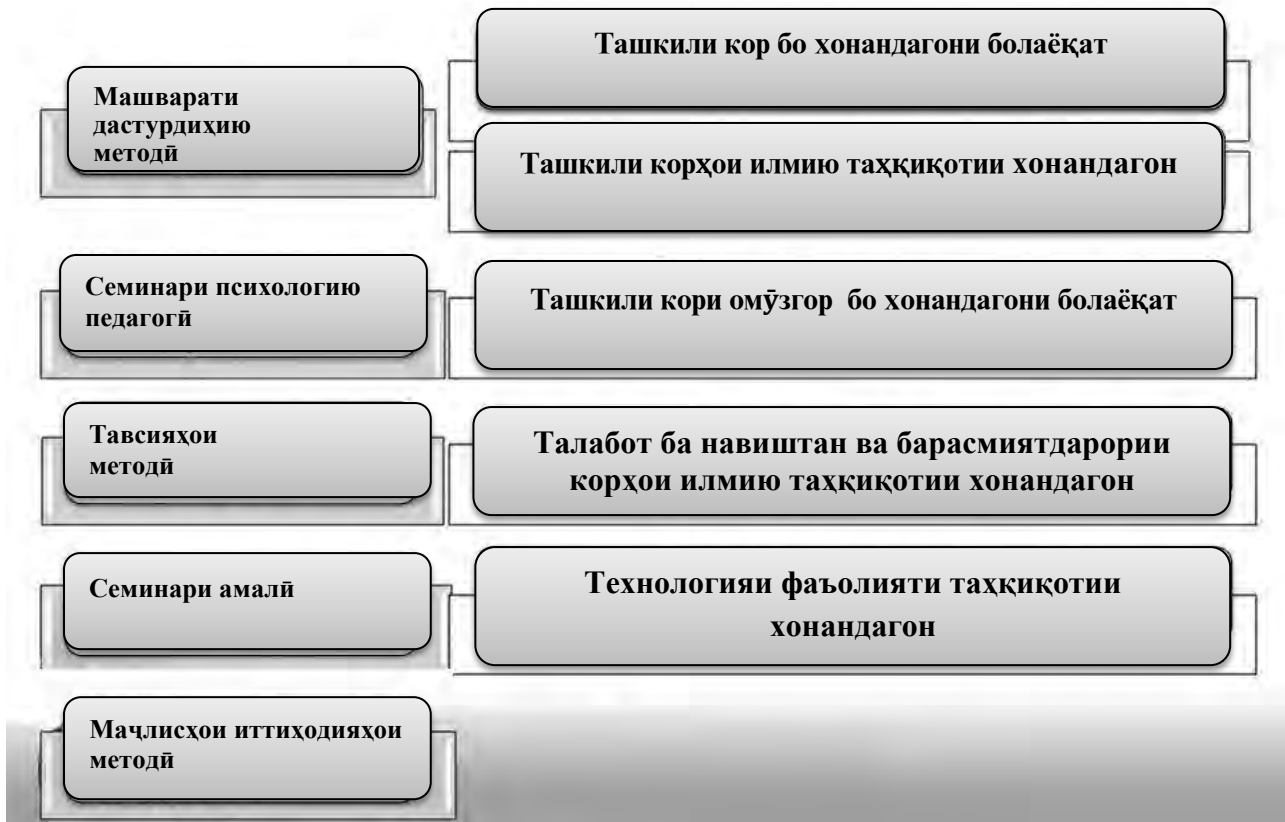 Ташкили кор бо хонандагони болаёқат
Машварати
дастурдиҳию
методӣ
Ташкили корҳои илмию таҳқиқотии хонандагон
Семинари психологию
педагогӣ
Ташкили кори омӯзгор бо хонандагони болаёқат
Тавсияҳои
методӣ
Талабот ба навиштан ва барасмиятдарории
корҳои илмию таҳқиқотии хонандагон
Семинари амалӣ
Технологияи фаъолияти таҳқиқотии
хонандагон
Маҷлисҳои иттиҳодияҳои
методӣ